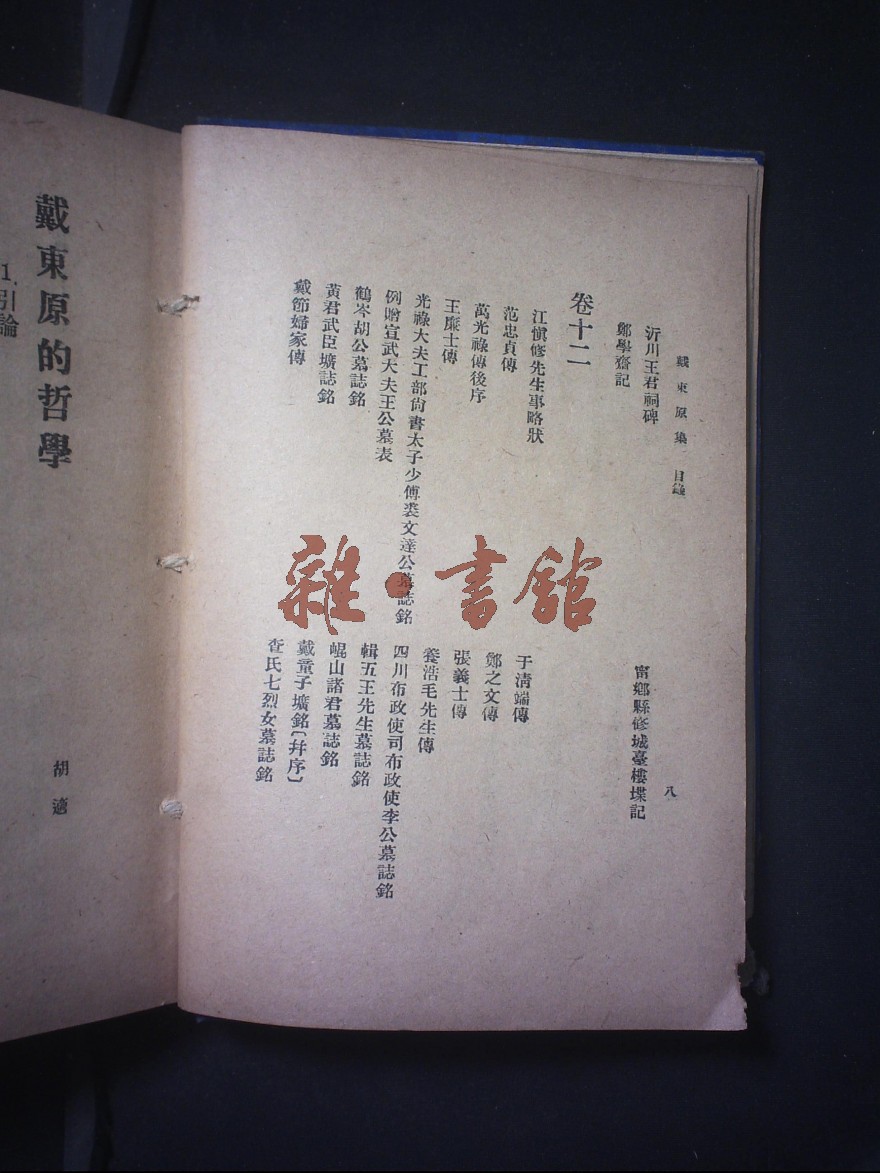 戴東原集 目錄
八
沂川王君祠碑
甯鄉縣修城臺樓堞記
鄭學齋記
卷十二
江愼修先生事略狀
于清端傳
范忠貞傳
鄭之文傳
萬光祿傳後序
張義士傳
王廉士傳
養浩毛先生傳
光祿大夫工部尚書太子少傅裘文達公墓誌銘
四川布政使司布政使李公墓誌銘
例贈宣武大夫王公墓表
輯五王先生墓誌銘
鶴岑胡公墓誌銘
崐山諸君墓誌銘
黃君武臣壙誌銘
戴童子壙銘〔幷序〕
戴節婦家傳
查氏七烈女墓誌銘
雜·書館
戴東原的哲學
胡適
1.引論